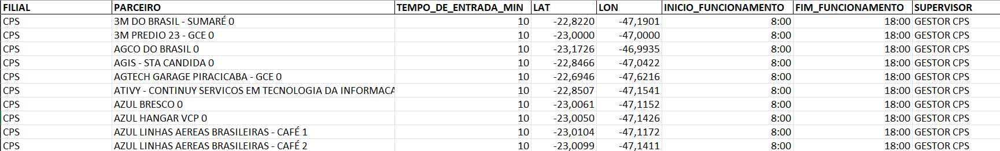 FILIAL PARCEIRO TEMPO_DE_ENTRADA_MIN LAT LON INICIO_FUNCIONAMENTO FIM_FUNCIONAMENTO SUPERVISOR
CPS 3M DO BRASIL - SUMARÉ 0 10 -22,8220 -47,1901 8:00 18:00 GESTOR CPS
CPS 3M PREDIO 23 - GCE 0 10 -23,0000 -47,0000 8:00 18:00 GESTOR CPS
CPS AGCO DO BRASIL 0 10 -23,1726 -46,9935 8:00 18:00 GESTOR CPS
CPS AGIS - STA CANDIDA 0 10 -22,8466 -47,0422 8:00 18:00 GESTOR CPS
CPS AGTECH GARAGE PIRACICABA - GCE 0 10 -22,6946 -47,6216 8:00 18:00 GESTOR CPS
CPS ATIVY - CONTINUY SERVICOS EM TECNOLOGIA DA INFORMACA 10 -22,8507 -47,1541 8:00 18:00 GESTOR CPS
CPS AZUL BRESCO 0 10 -23,0061 -47,1152 8:00 18:00 GESTOR CPS
CPS AZUL HANGAR VCP 0 10 -23,0050 -47,1426 8:00 18:00 GESTOR CPS
CPS AZUL LINHAS AEREAS BRASILEIRAS - CAFÉ 1 10 -23,0104 -47,1172 8:00 18:00 GESTOR CPS
CPS AZUL LINHAS AEREAS BRASILEIRAS - CAFÉ 2 10 -23,0099 -47,1411 8:00 18:00 GESTOR CPS